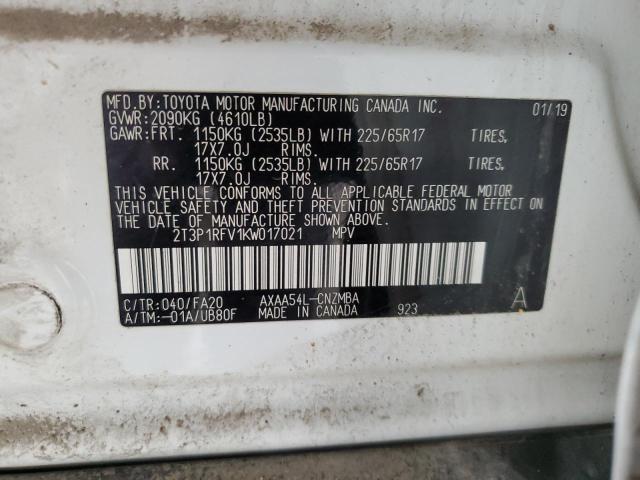 MFD.BY:TOYOTA MOTOR MANUFACTURING CANADA INC. 01/19
GVWR:2090KG (4610LB)
GAWR:FRT. 1150KG (2535LB) WITH 225/65R17 TIRES,
17X7.0J RIMS.
RR. 1150KG (2535LB) WITH 225/65R17 TIRES,
17X7.0J RIMS.
THIS VEHICLE CONFORMS TO ALL APPLICABLE FEDERAL MOTOR
VEHICLE SAFETY AND THEFT PREVENTION STANDARDS IN EFFECT ON
THE DATE OF MANUFACTURE SHOWN ABOVE.
2T3P1RFV1KW017021 MPV
C/TR:040/FA20 AXAA54L-CNZMBA A
A/TM:-01A/UB80F MADE IN CANADA 923